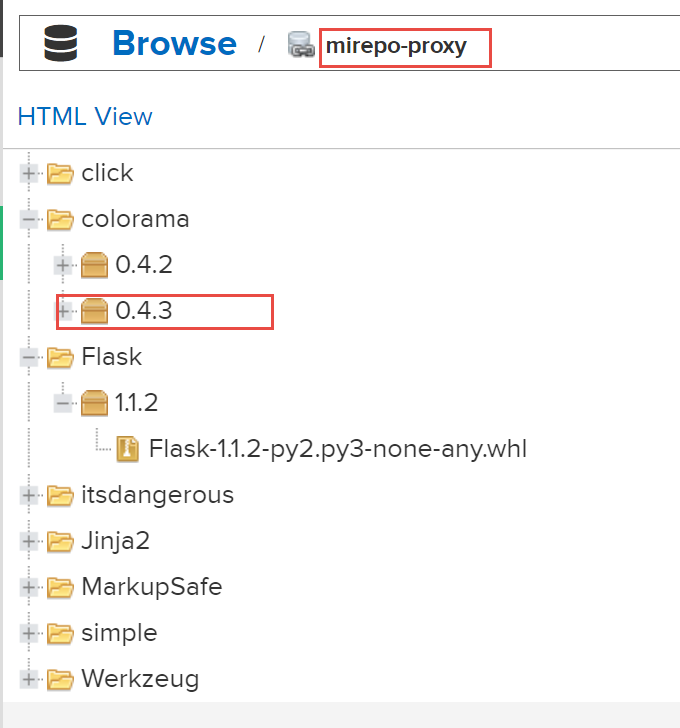 Browse / mirepo-proxy
HTML View
click
colorama
0.4.2
0.4.3
Flask
1.1.2
Flask-1.1.2-py2.py3-none-any.whl
itsdangerous
Jinja2
MarkupSafe
simple
Werkzeug